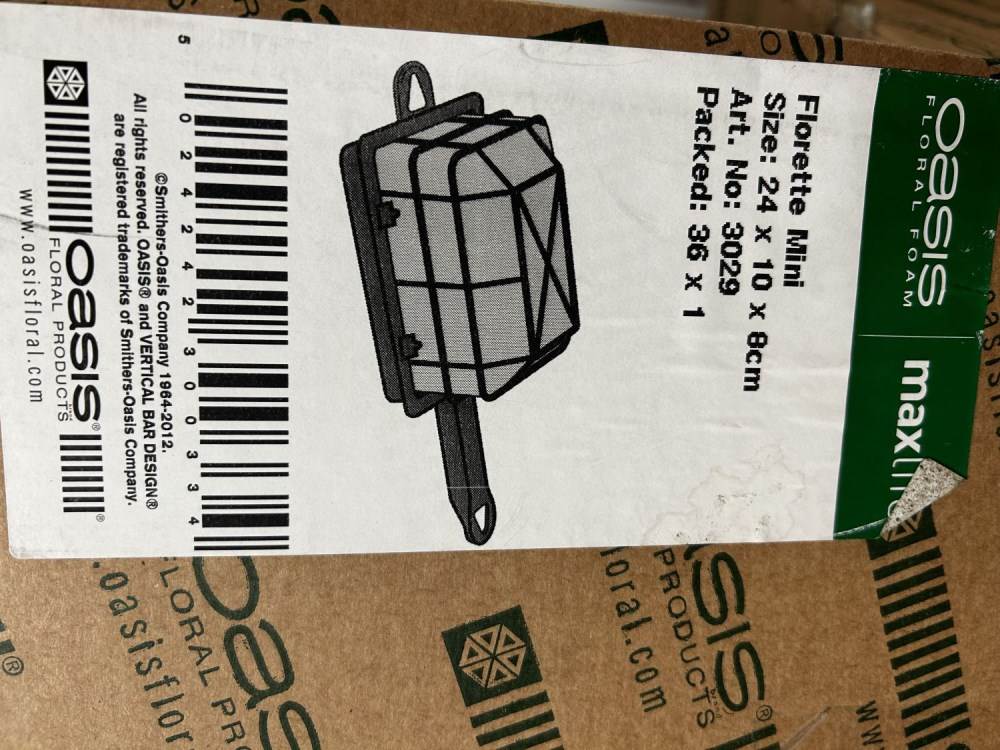 OASIS
FLORAL FOAM
Florette Mini
Size: 24 x 10 x 8cm
Art. No: 3029
Packed: 36 x 1
5 024242 303034
©Smithers-Oasis Company 1964-2012.
All rights reserved. OASIS® and VERTICAL BAR DESIGN®
are registered trademarks of Smithers-Oasis Company.
OASIS®
FLORAL PRODUCTS
®
www.oasisfloral.com